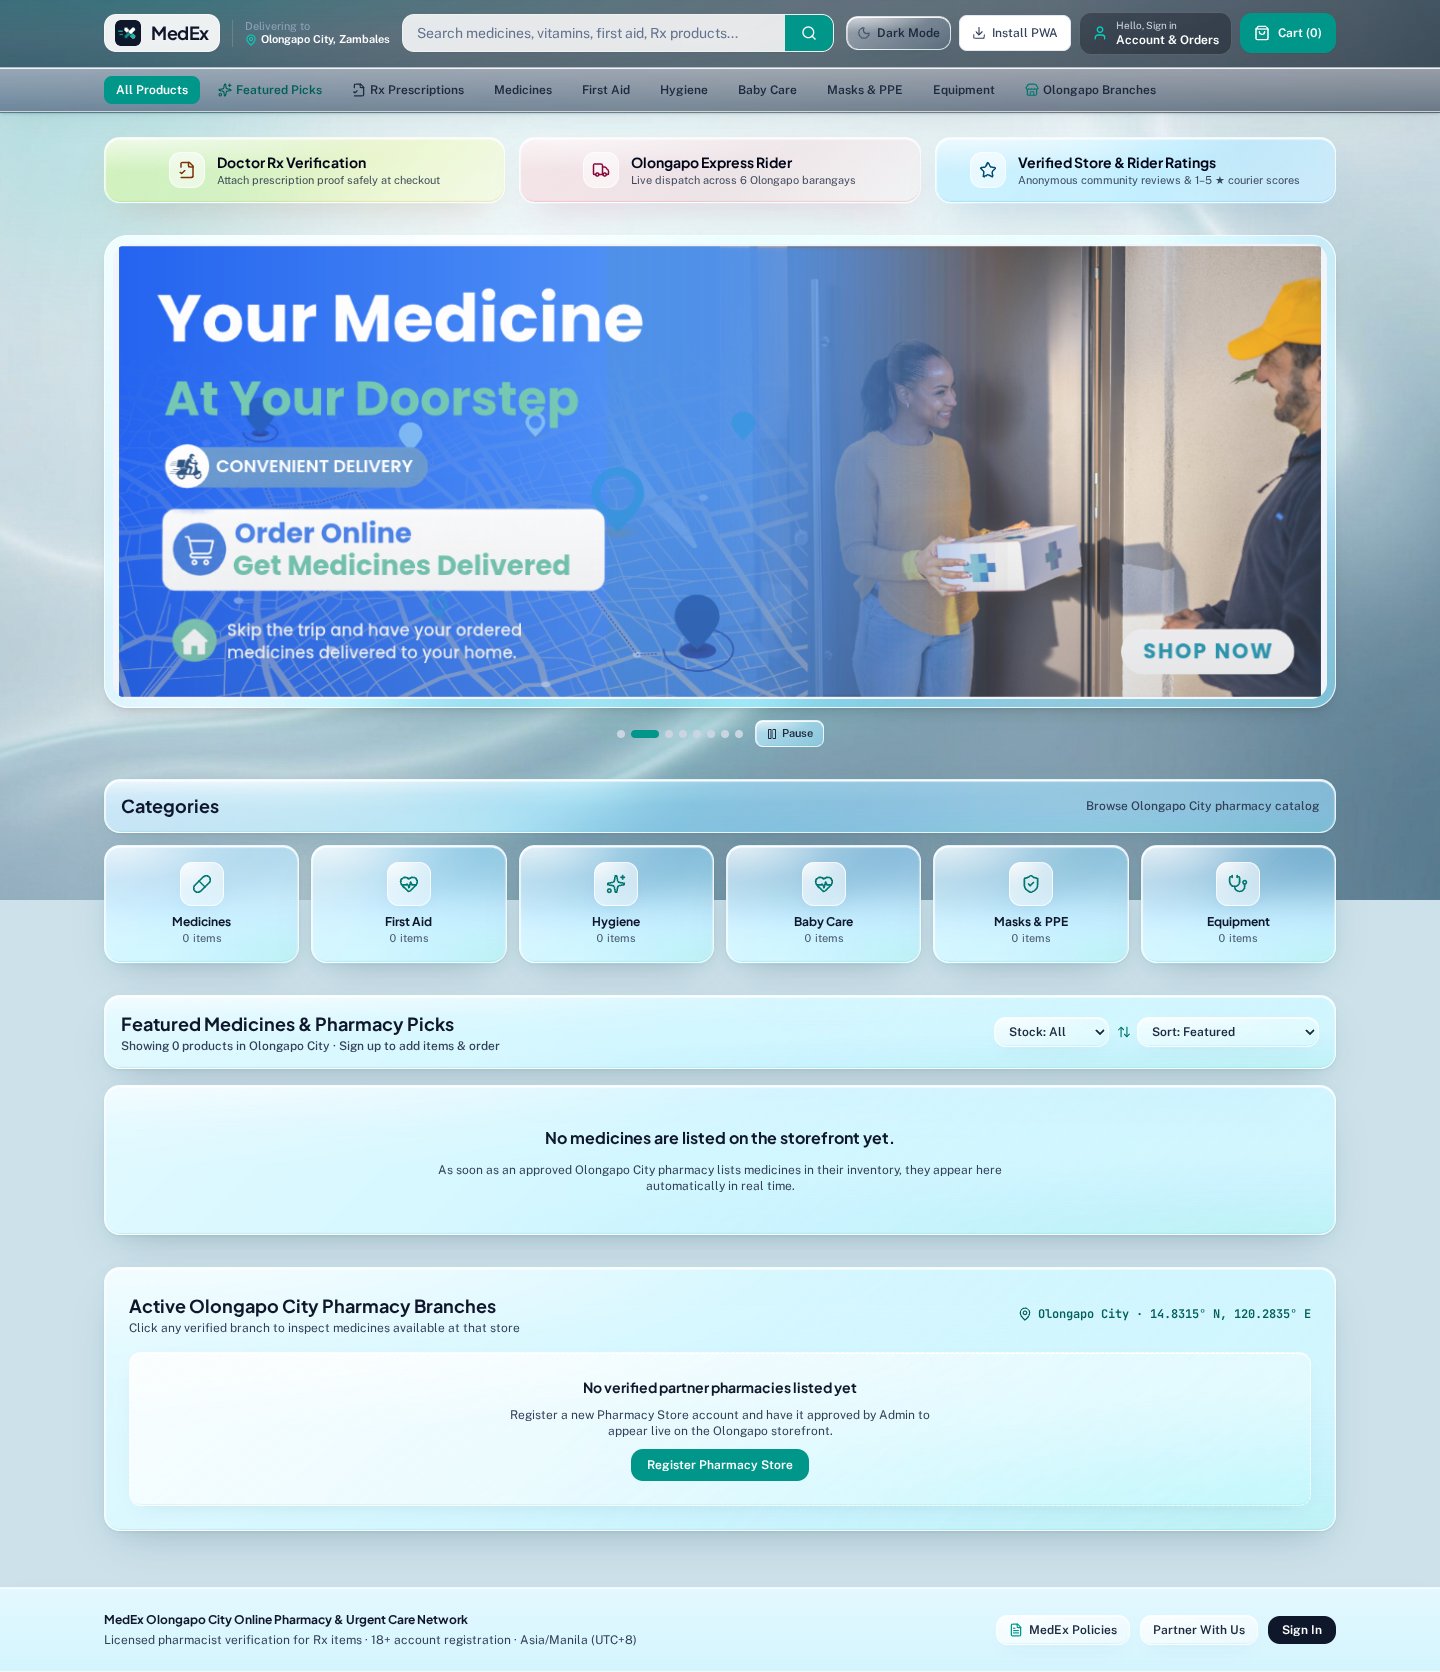 MedEx
Delivering to
Olongapo City, Zambales
Search medicines, vitamins, first aid, Rx products...
Dark Mode
Install PWA
Hello, Sign in
Account & Orders
Cart (0)
All Products
Featured Picks
Rx Prescriptions
Medicines
First Aid
Hygiene
Baby Care
Masks & PPE
Equipment
Olongapo Branches
Doctor Rx Verification
Attach prescription proof safely at checkout
Olongapo Express Rider
Live dispatch across 6 Olongapo barangays
Verified Store & Rider Ratings
Anonymous community reviews & 1–5 ★ courier scores
Your Medicine
At Your Doorstep
CONVENIENT DELIVERY
Order Online
Get Medicines Delivered
Skip the trip and have your ordered
medicines delivered to your home.
SHOP NOW
Pause
Categories
Browse Olongapo City pharmacy catalog
Medicines
0 items
First Aid
0 items
Hygiene
0 items
Baby Care
0 items
Masks & PPE
0 items
Equipment
0 items
Featured Medicines & Pharmacy Picks
Showing 0 products in Olongapo City · Sign up to add items & order
Stock: All
Sort: Featured
No medicines are listed on the storefront yet.
As soon as an approved Olongapo City pharmacy lists medicines in their inventory, they appear here
automatically in real time.
Active Olongapo City Pharmacy Branches
Click any verified branch to inspect medicines available at that store
Olongapo City · 14.8315° N, 120.2835° E
No verified partner pharmacies listed yet
Register a new Pharmacy Store account and have it approved by Admin to
appear live on the Olongapo storefront.
Register Pharmacy Store
MedEx Olongapo City Online Pharmacy & Urgent Care Network
Licensed pharmacist verification for Rx items · 18+ account registration · Asia/Manila (UTC+8)
MedEx Policies
Partner With Us
Sign In